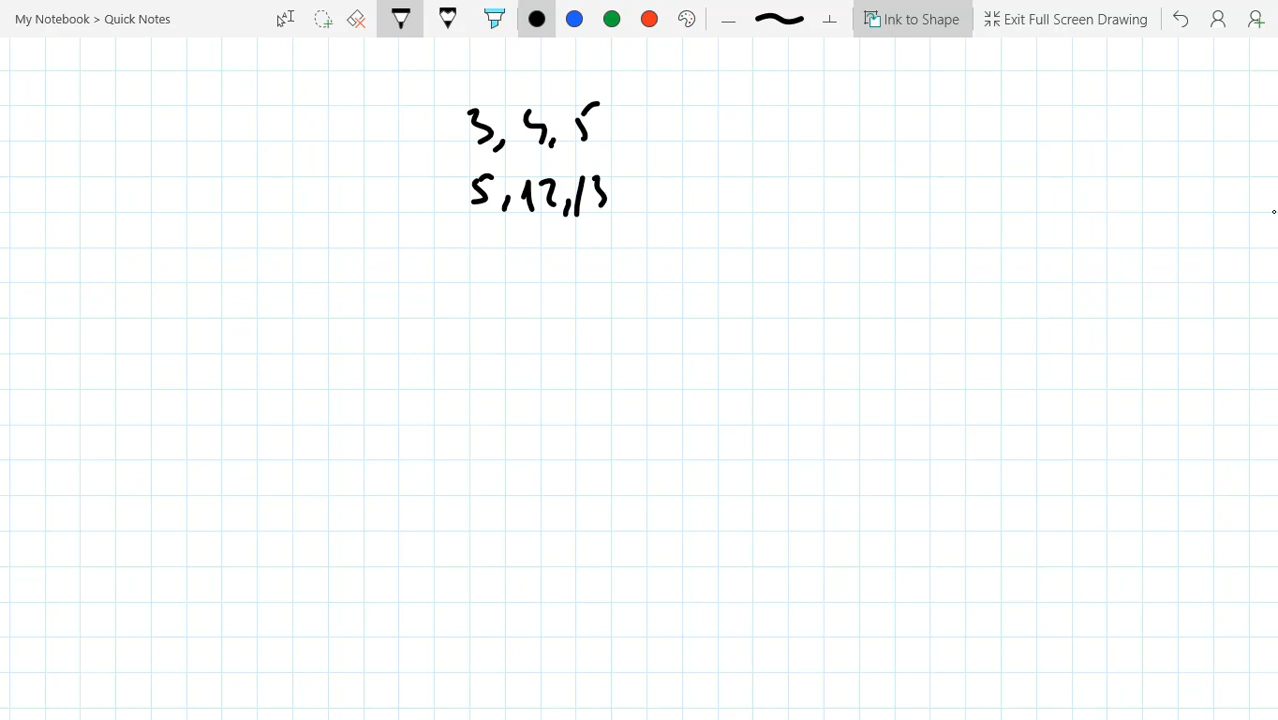 My Notebook > Quick Notes
Ink to Shape
Exit Full Screen Drawing
3, 4, 5
5, 12, 13